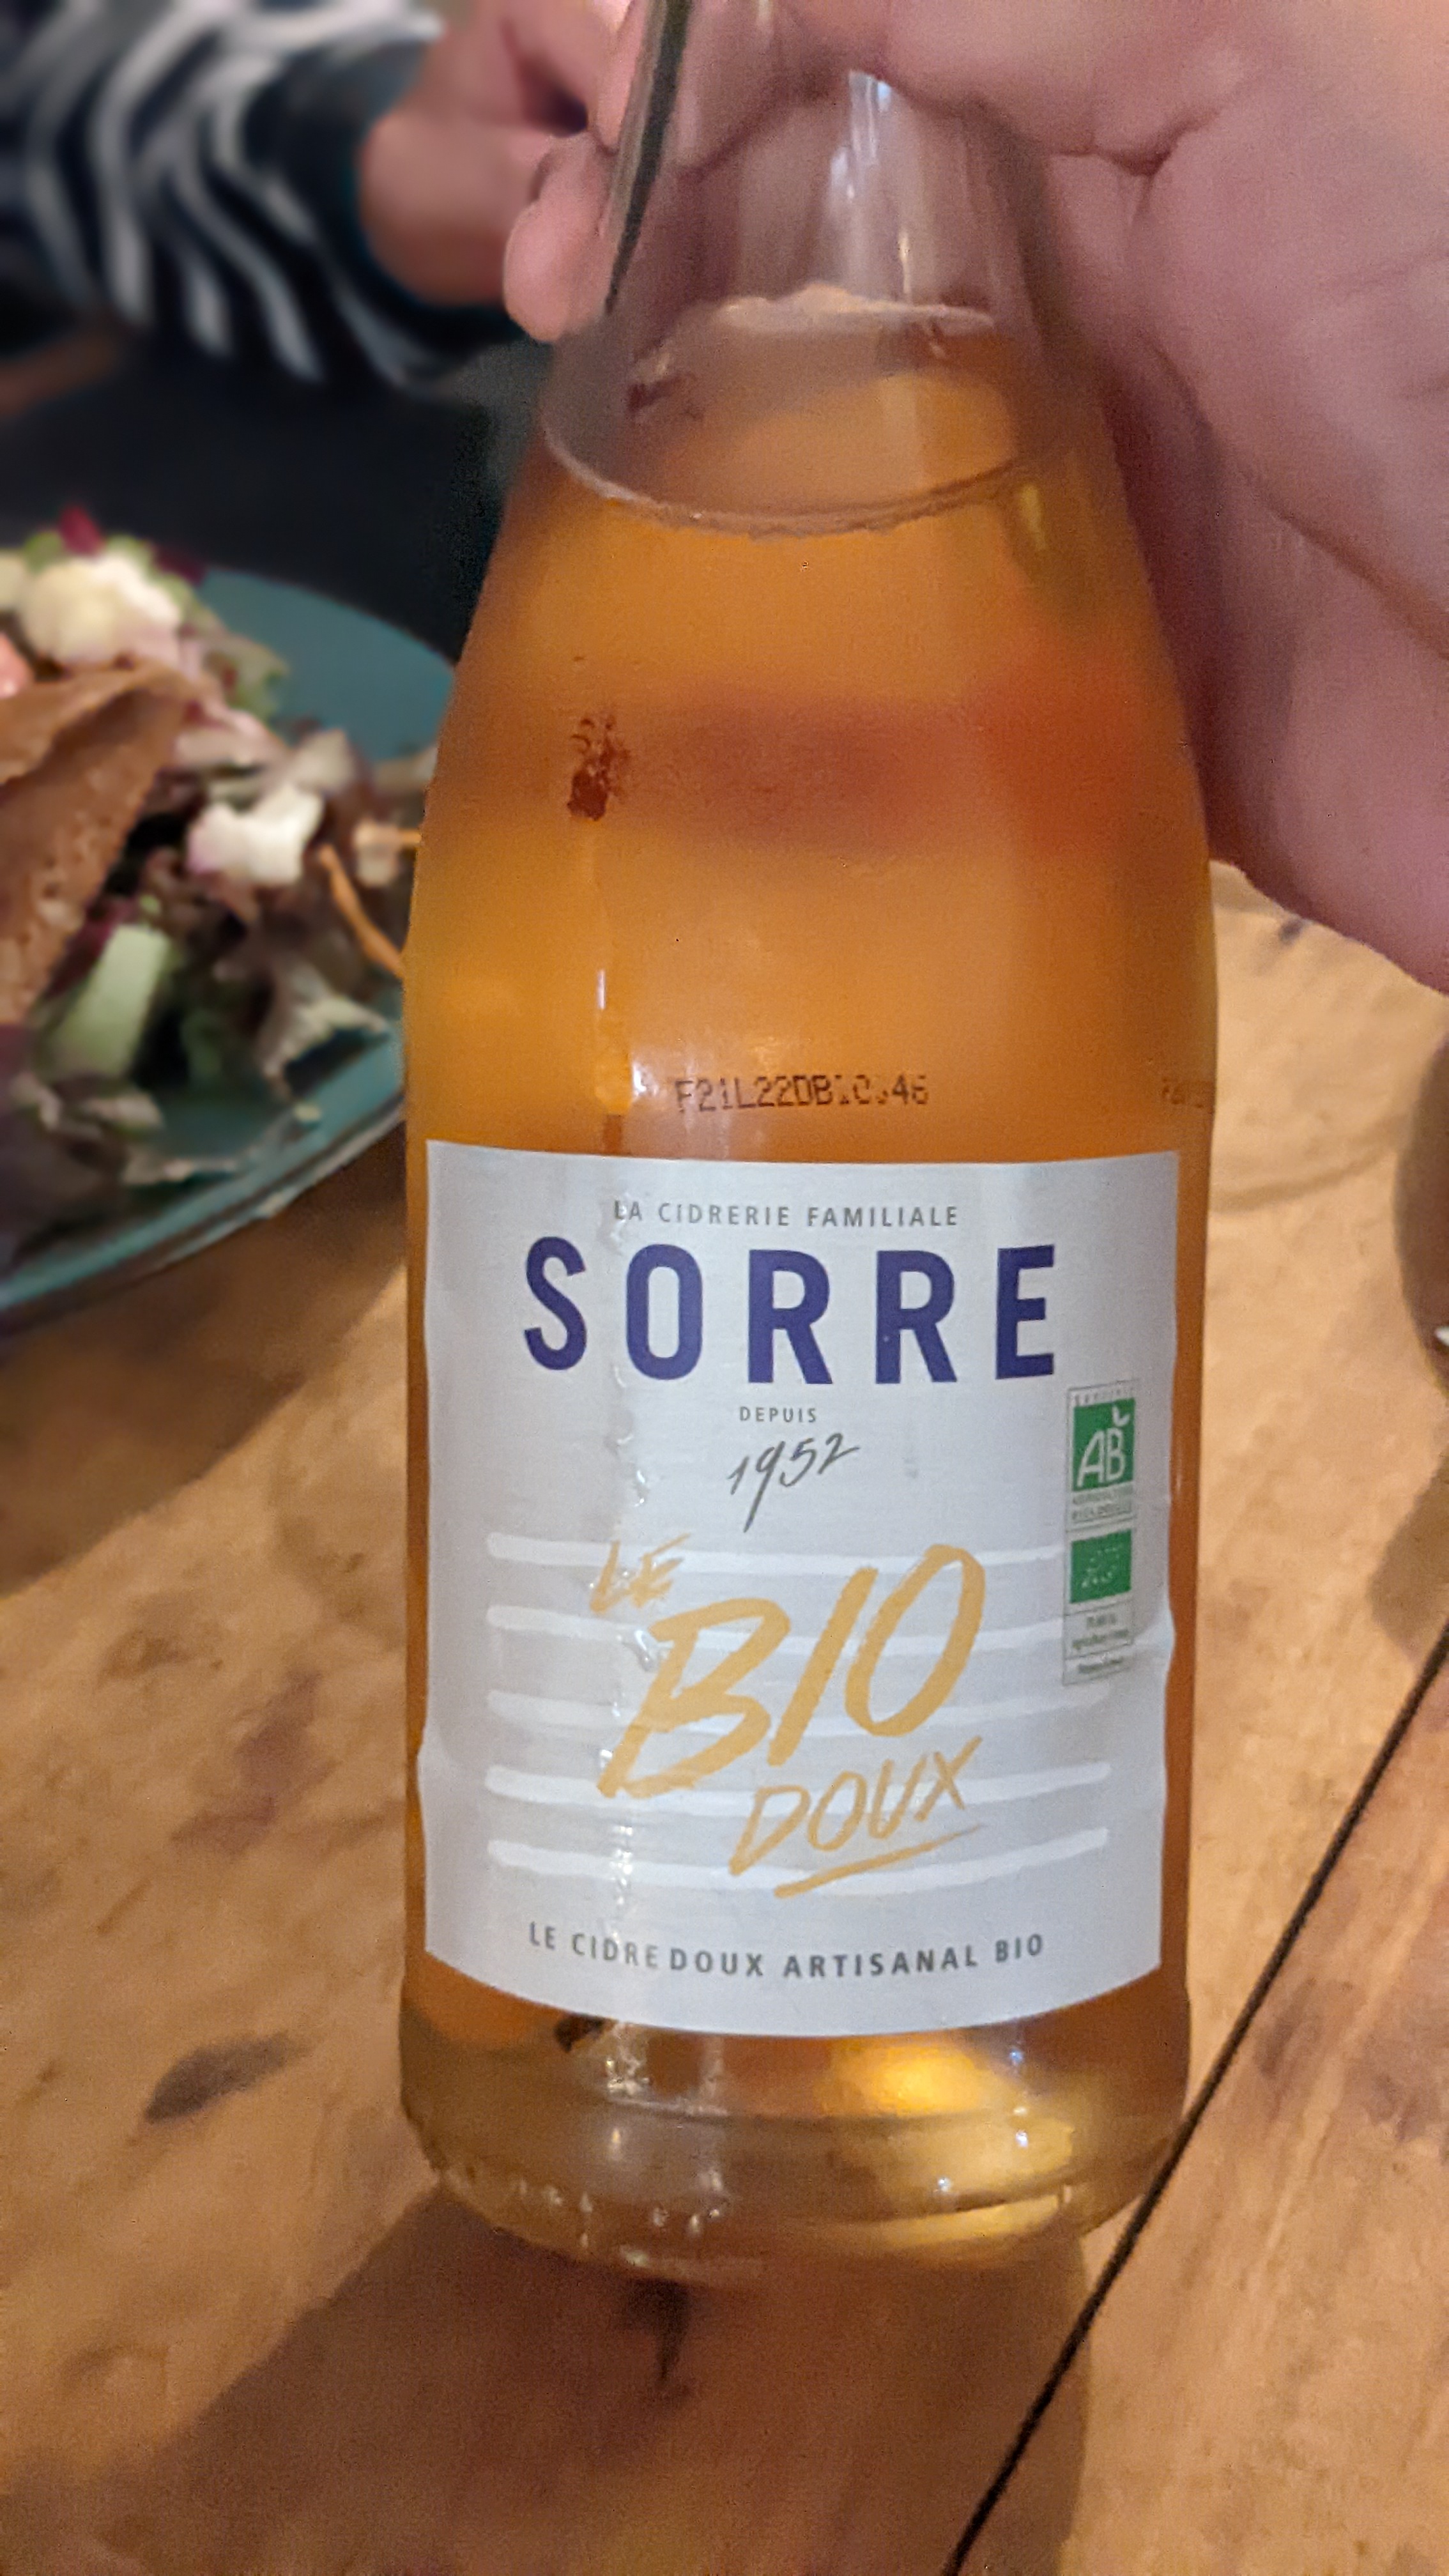 LA CIDRERIE FAMILIALE
SORRE
DEPUIS
1952
AB
LE
BIO
DOUX
LE CIDRE DOUX ARTISANAL BIO